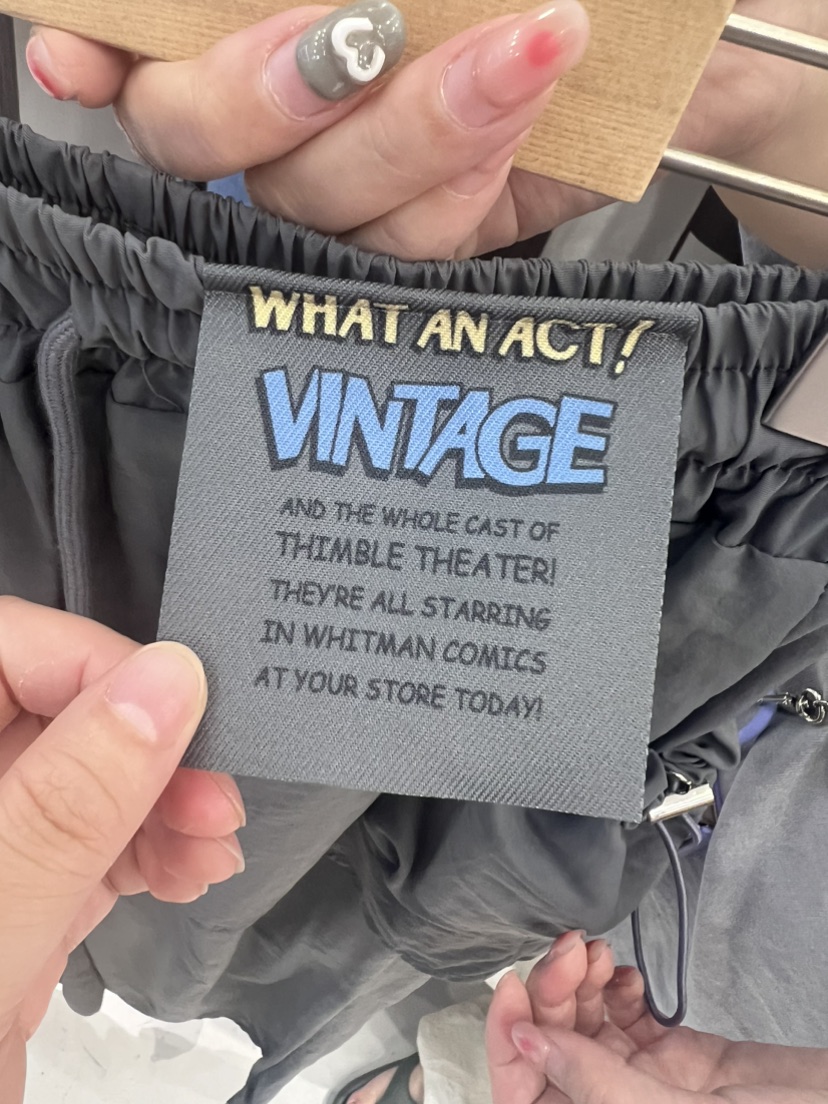 WHAT AN ACT!
VINTAGE
AND THE WHOLE CAST OF
THIMBLE THEATER!
THEY'RE ALL STARRING
IN WHITMAN COMICS
AT YOUR STORE TODAY!